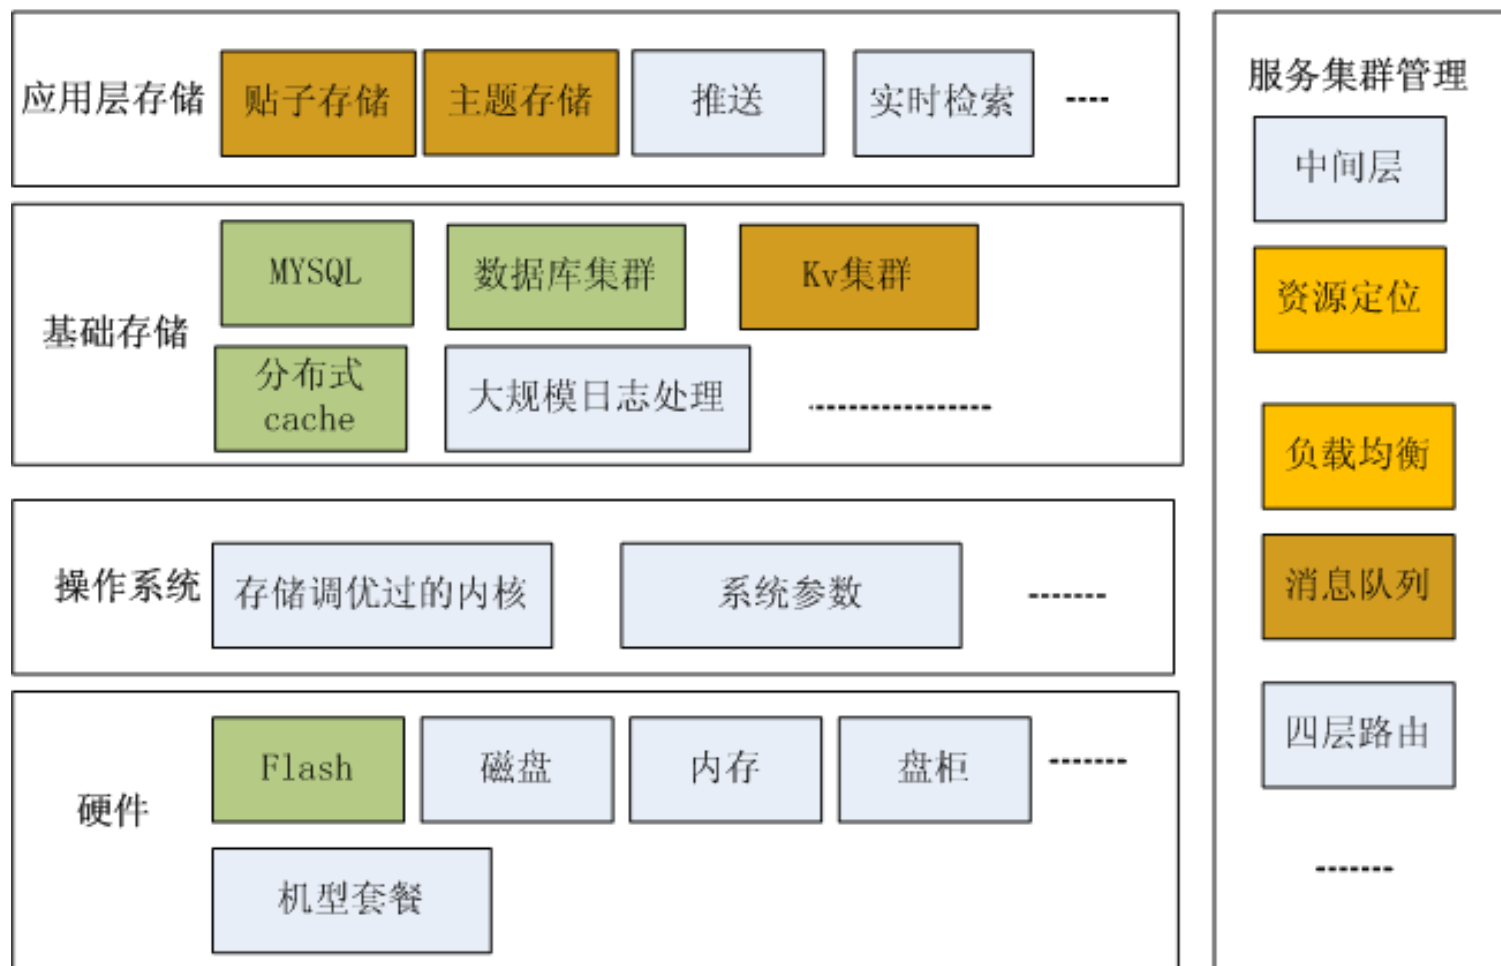 应用层存储
贴子存储
主题存储
推送
实时检索
基础存储
MYSQL
数据库集群
Kv集群
分布式
cache
大规模日志处理
操作系统
存储调优过的内核
系统参数
硬件
Flash
磁盘
内存
盘柜
机型套餐
服务集群管理
中间层
资源定位
负载均衡
消息队列
四层路由